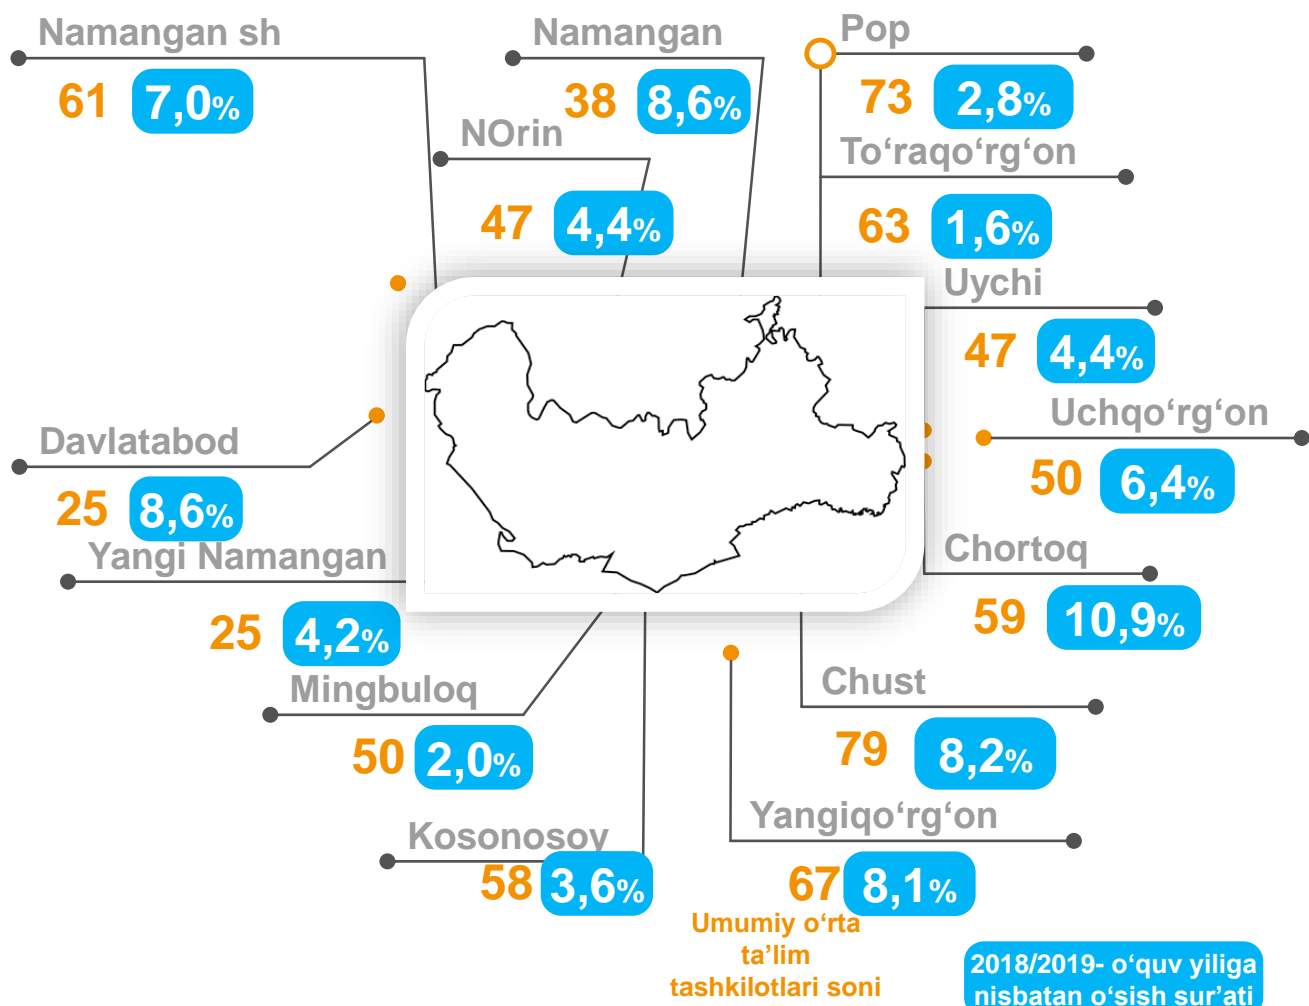 Namangan sh
61 7,0%
Namangan
38 8,6%
Pop
73 2,8%
NOrin
47 4,4%
To‘raqo‘rg‘on
63 1,6%
Uychi
47 4,4%
Uchqo‘rg‘on
50 6,4%
Davlatabod
25 8,6%
Yangi Namangan
25 4,2%
Chortoq
59 10,9%
Mingbuloq
50 2,0%
Chust
79 8,2%
Kosonosoy
58 3,6%
Yangiqo‘rg‘on
67 8,1%
Umumiy o‘rta
ta’lim
tashkilotlari soni
2018/2019- o‘quv yiliga
nisbatan o‘sish sur’ati